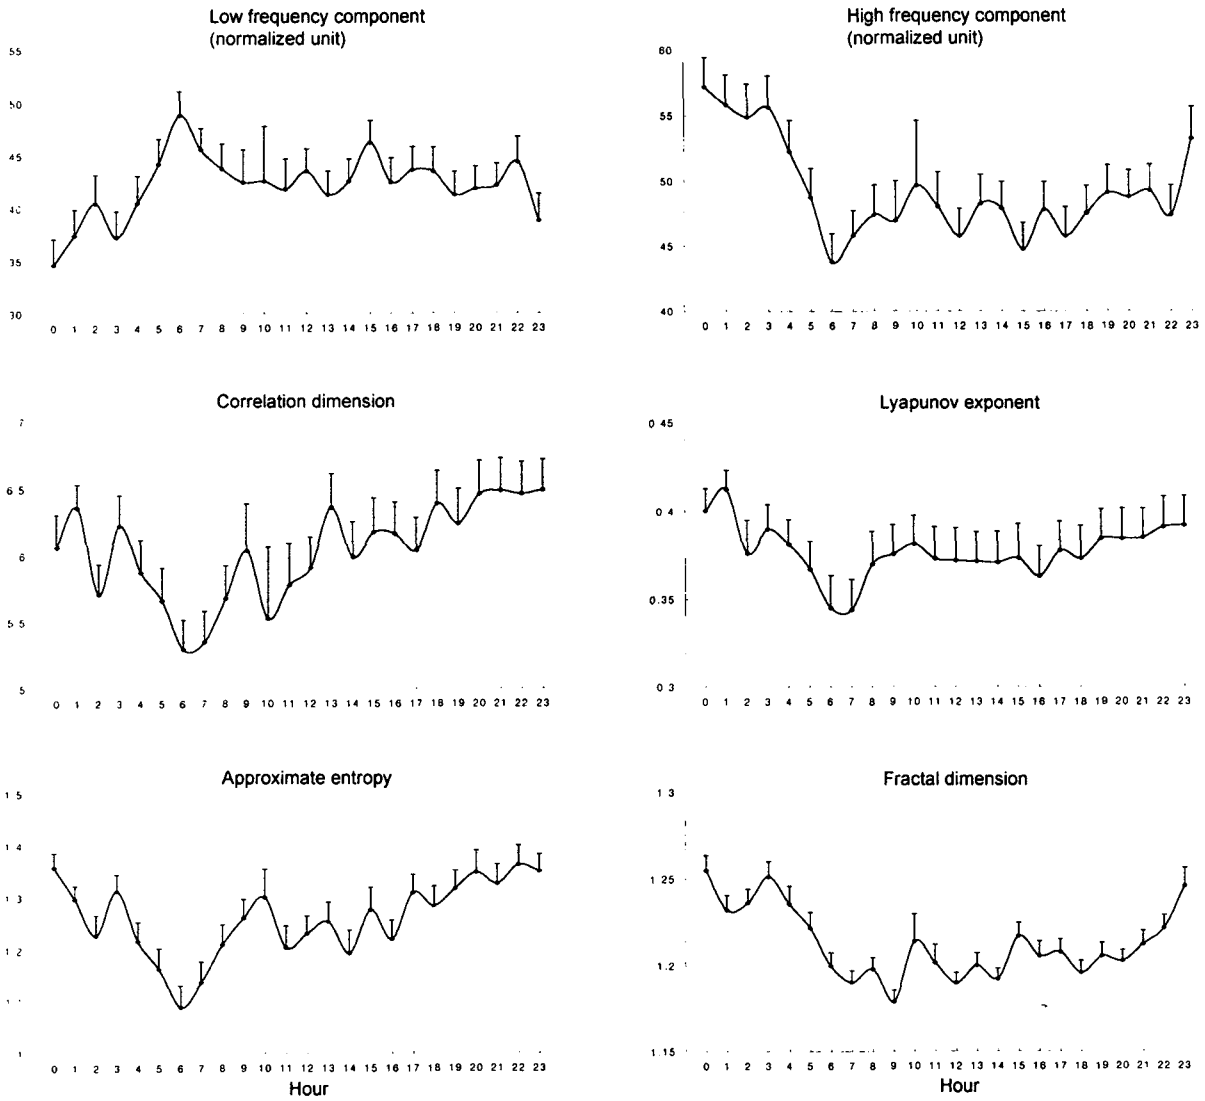 Low frequency component
(normalized unit)
55
50
45
40
35
30
0 1 2 3 4 5 6 7 8 9 10 11 12 13 14 15 16 17 18 19 20 21 22 23
High frequency component
(normalized unit)
60
55
50
45
40
0 1 2 3 4 5 6 7 8 9 10 11 12 13 14 15 16 17 18 19 20 21 22 23
Correlation dimension
7
6 5
6
5 5
5
0 1 2 3 4 5 6 7 8 9 10 11 12 13 14 15 16 17 18 19 20 21 22 23
Lyapunov exponent
0 45
0 4
0.35
0 3
0 1 2 3 4 5 6 7 8 9 10 11 12 13 14 15 16 17 18 19 20 21 22 23
Approximate entropy
1 5
1 4
1 3
1 2
1 1
1
0 1 2 3 4 5 6 7 8 9 10 11 12 13 14 15 16 17 18 19 20 21 22 23
Hour
Fractal dimension
1 3
1.25
1.2
1.15
0 1 2 3 4 5 6 7 8 9 10 11 12 13 14 15 16 17 18 19 20 21 22 23
Hour